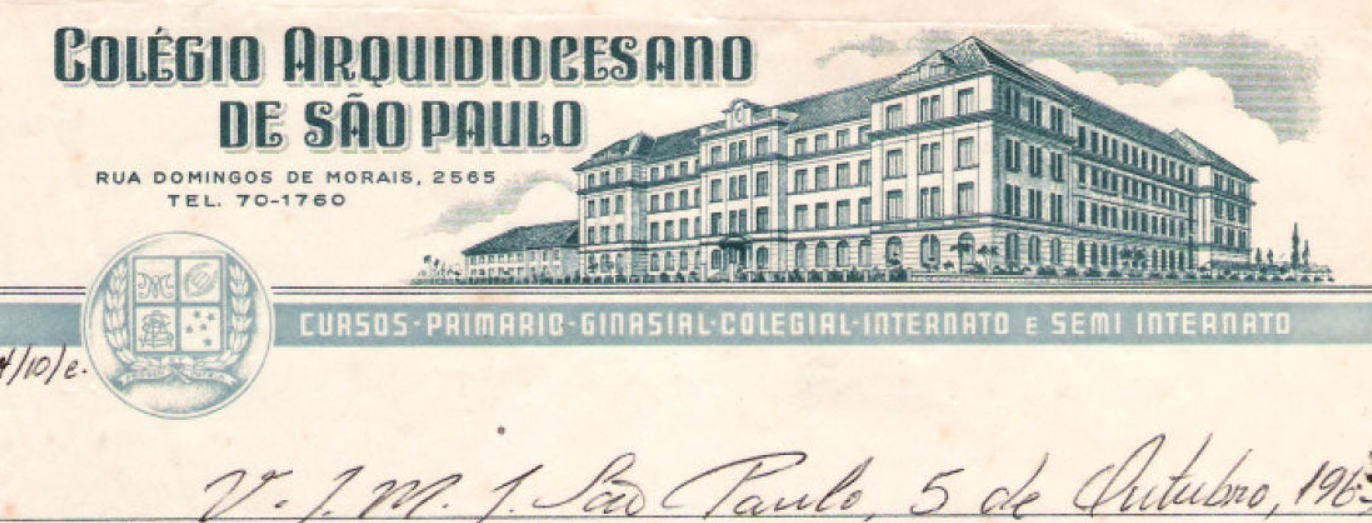 COLÉGIO ARQUIDIOCESANO
DE SÃO PAULO
RUA DOMINGOS DE MORAIS, 2565
TEL. 70-1760
CURSOS-PRIMARIO-GINASIAL-COLEGIAL-INTERNATO E SEMI INTERNATO
/10/e.
V. J. M. J. São Paulo, 5 de Outubro,